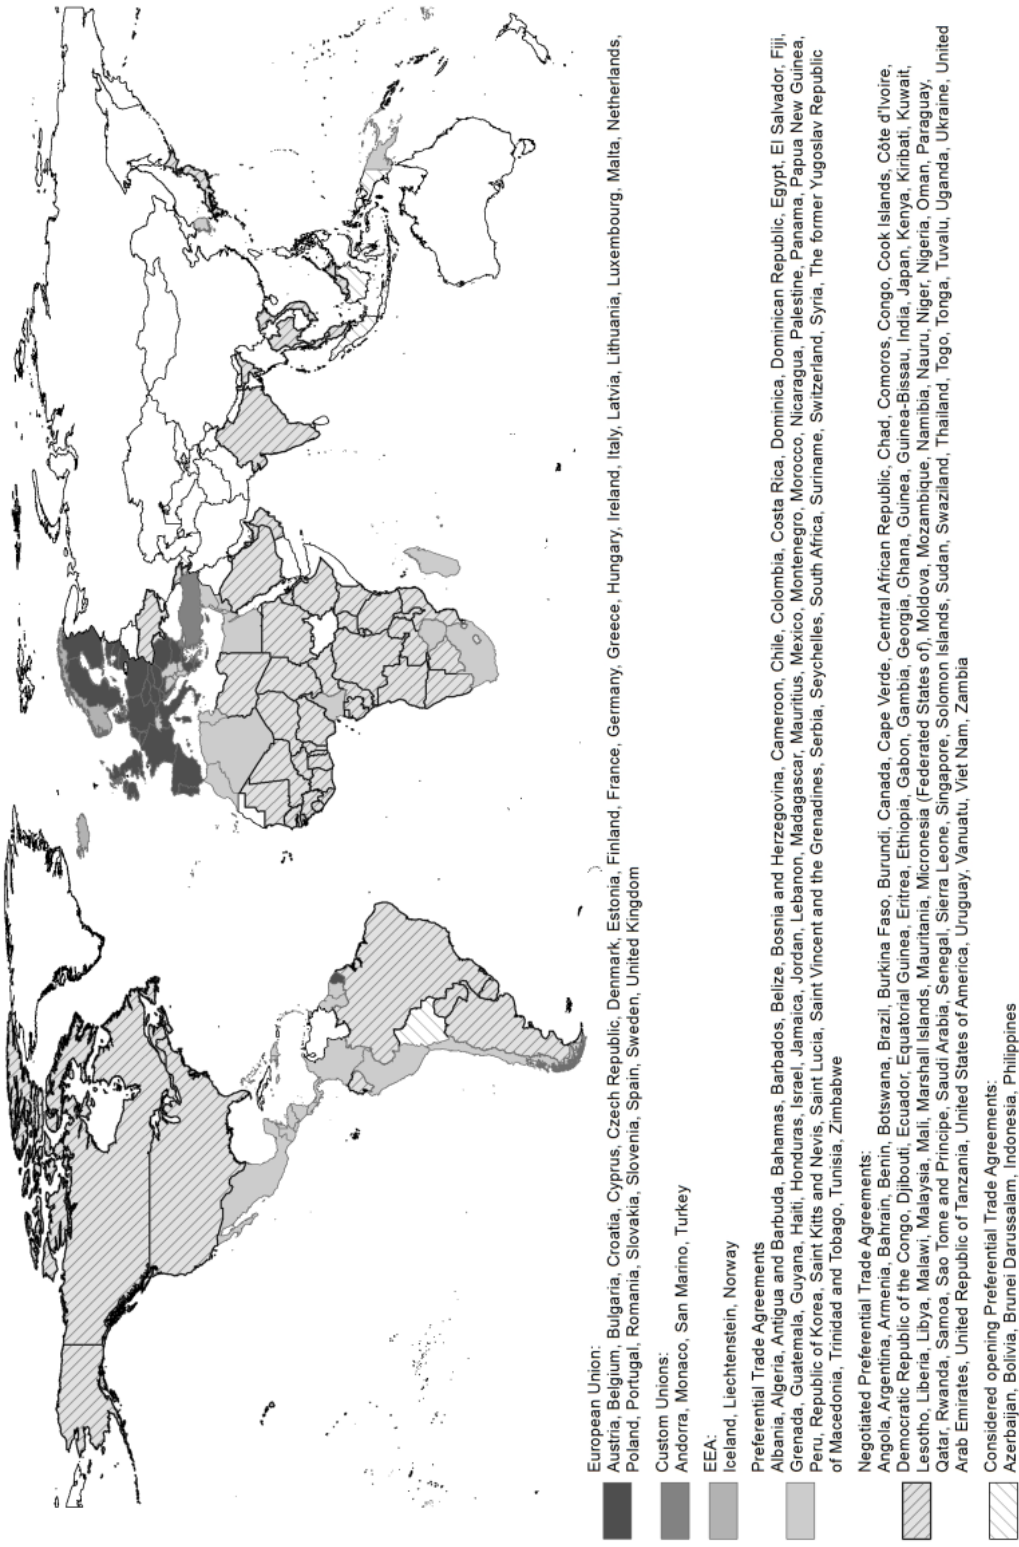 European Union:
Austria, Belgium, Bulgaria, Croatia, Cyprus, Czech Republic, Denmark, Estonia, Finland, France, Germany, Greece, Hungary, Ireland, Italy, Latvia, Lithuania, Luxembourg, Malta, Netherlands,
Poland, Portugal, Romania, Slovakia, Slovenia, Spain, Sweden, United Kingdom
Custom Unions:
Andorra, Monaco, San Marino, Turkey
EEA:
Iceland, Liechtenstein, Norway
Preferential Trade Agreements
Albania, Algeria, Antigua and Barbuda, Bahamas, Barbados, Belize, Bosnia and Herzegovina, Cameroon, Chile, Colombia, Costa Rica, Dominica, Dominican Republic, Egypt, El Salvador, Fiji,
Grenada, Guatemala, Guyana, Haiti, Honduras, Israel, Jamaica, Jordan, Lebanon, Madagascar, Mauritius, Mexico, Montenegro, Morocco, Nicaragua, Palestine, Panama, Papua New Guinea,
Peru, Republic of Korea, Saint Kitts and Nevis, Saint Lucia, Saint Vincent and the Grenadines, Serbia, Seychelles, South Africa, Suriname, Switzerland, Syria, The former Yugoslav Republic
of Macedonia, Trinidad and Tobago, Tunisia, Zimbabwe
Negotiated Preferential Trade Agreements:
Angola, Argentina, Armenia, Bahrain, Benin, Botswana, Brazil, Burkina Faso, Burundi, Canada, Cape Verde, Central African Republic, Chad, Comoros, Congo, Cook Islands, Côte d'Ivoire,
Democratic Republic of the Congo, Djibouti, Ecuador, Equatorial Guinea, Eritrea, Ethiopia, Gabon, Gambia, Georgia, Ghana, Guinea, Guinea-Bissau, India, Japan, Kenya, Kiribati, Kuwait,
Lesotho, Liberia, Libya, Malawi, Malaysia, Mali, Marshall Islands, Mauritania, Micronesia (Federated States of), Moldova, Mozambique, Namibia, Nauru, Niger, Nigeria, Oman, Paraguay,
Qatar, Rwanda, Samoa, Sao Tome and Principe, Saudi Arabia, Senegal, Sierra Leone, Singapore, Solomon Islands, Sudan, Swaziland, Thailand, Togo, Tonga, Tuvalu, Uganda, Ukraine, United
Arab Emirates, United Republic of Tanzania, United States of America, Uruguay, Vanuatu, Viet Nam, Zambia
Considered opening Preferential Trade Agreements:
Azerbaijan, Bolivia, Brunei Darussalam, Indonesia, Philippines